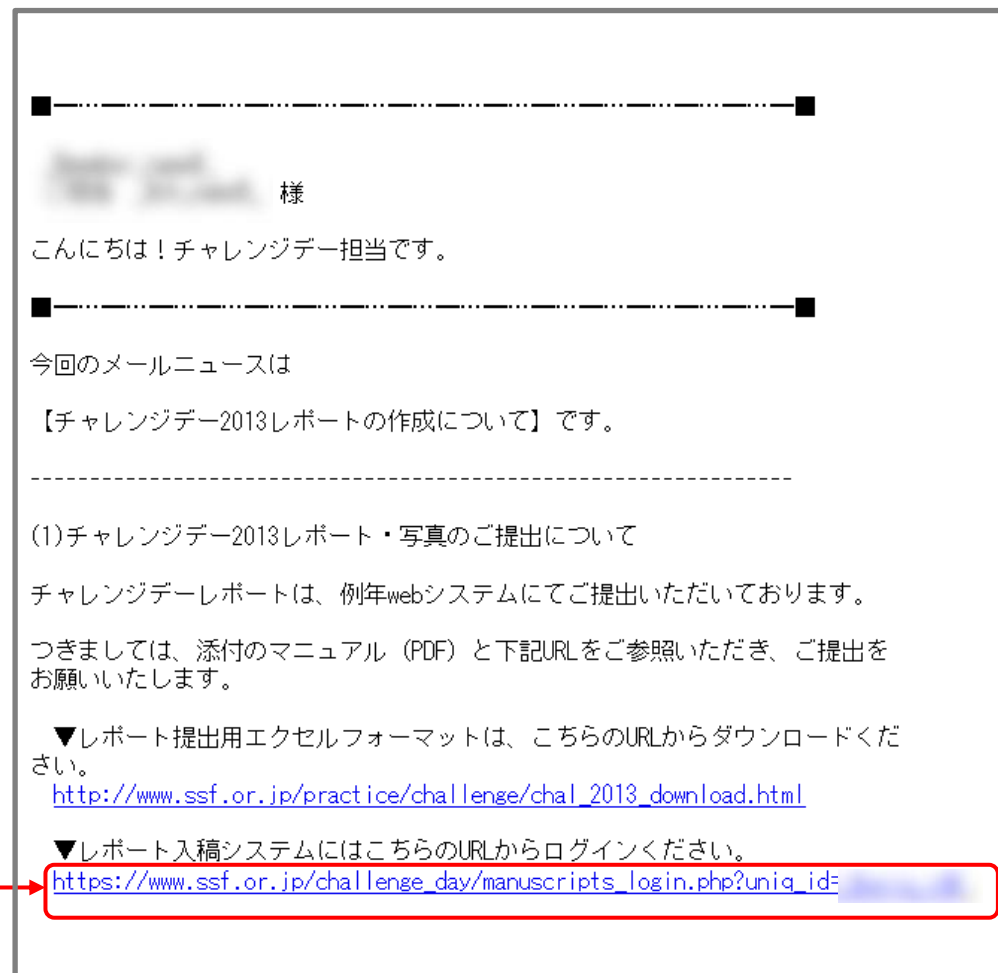 ■━…━…━…━…━…━…━…━…━…━…━…━…━…━…━…━■
様
こんにちは！チャレンジデー担当です。
■━…━…━…━…━…━…━…━…━…━…━…━…━…━…━…━■
今回のメールニュースは
【チャレンジデー2013レポートの作成について】です。
----------------------------------------------------------------
(1)チャレンジデー2013レポート・写真のご提出について
チャレンジデーレポートは、例年webシステムにてご提出いただいております。
つきましては、添付のマニュアル（PDF）と下記URLをご参照いただき、ご提出を
お願いいたします。
▼レポート提出用エクセルフォーマットは、こちらのURLからダウンロードくだ
さい。
http://www.ssf.or.jp/practice/challenge/chal_2013_download.html
▼レポート入稿システムにはこちらのURLからログインください。
https://www.ssf.or.jp/challenge_day/manuscripts_login.php?uniq_id=